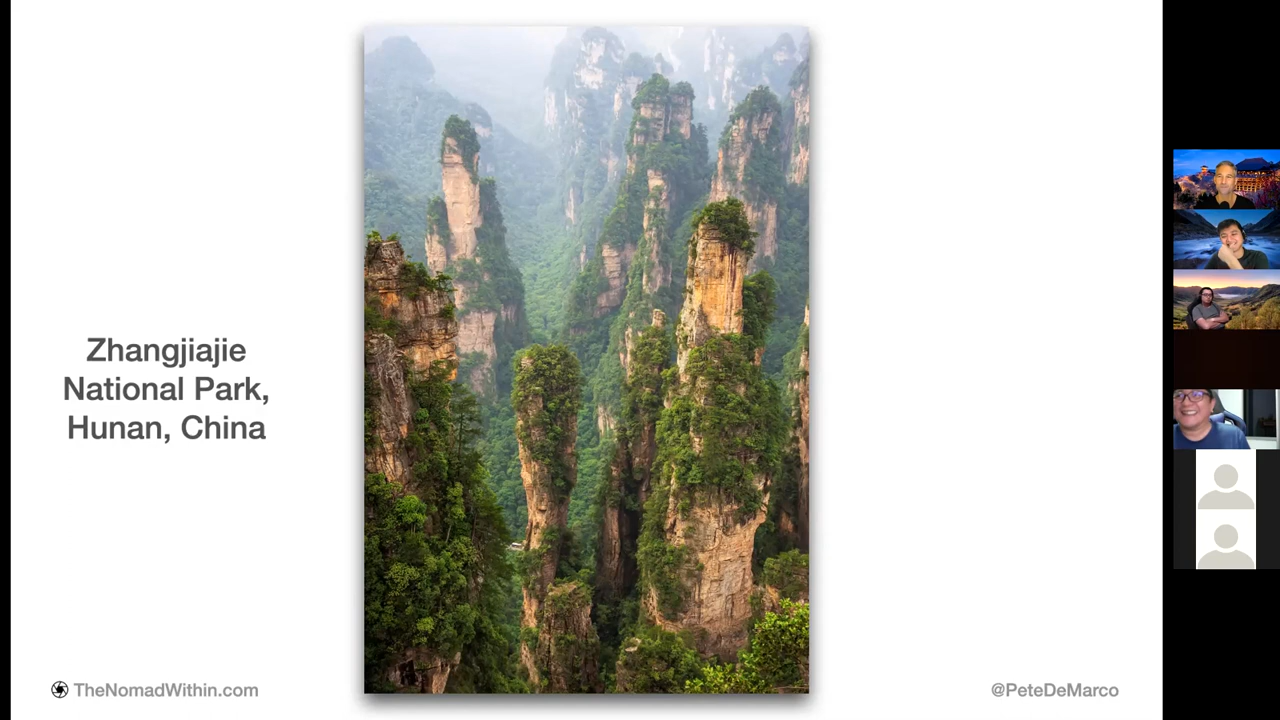 Zhangjiajie
National Park,
Hunan, China
TheNomadWithin.com
@PeteDeMarco